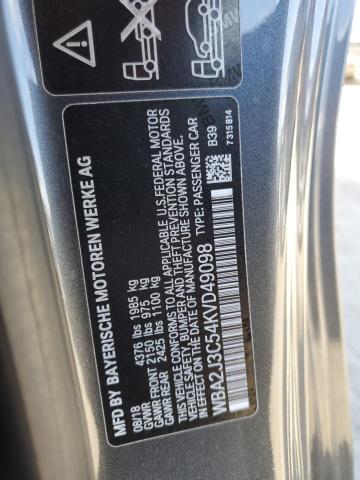 MFD BY BAYERISCHE MOTOREN WERKE AG
08/18
GVWR 4376 lbs 1985 kg
GAWR FRONT 2150 lbs 975 kg
GAWR REAR 2425 lbs 1100 kg
THIS VEHICLE CONFORMS TO ALL APPLICABLE U.S.FEDERAL MOTOR
VEHICLE SAFETY, BUMPER AND THEFT PREVENTION STANDARDS
IN EFFECT ON THE DATE OF MANUFACTURE SHOWN ABOVE.
WBA2J3C54KVD49098 TYPE: PASSENGER CAR
B39
7315814